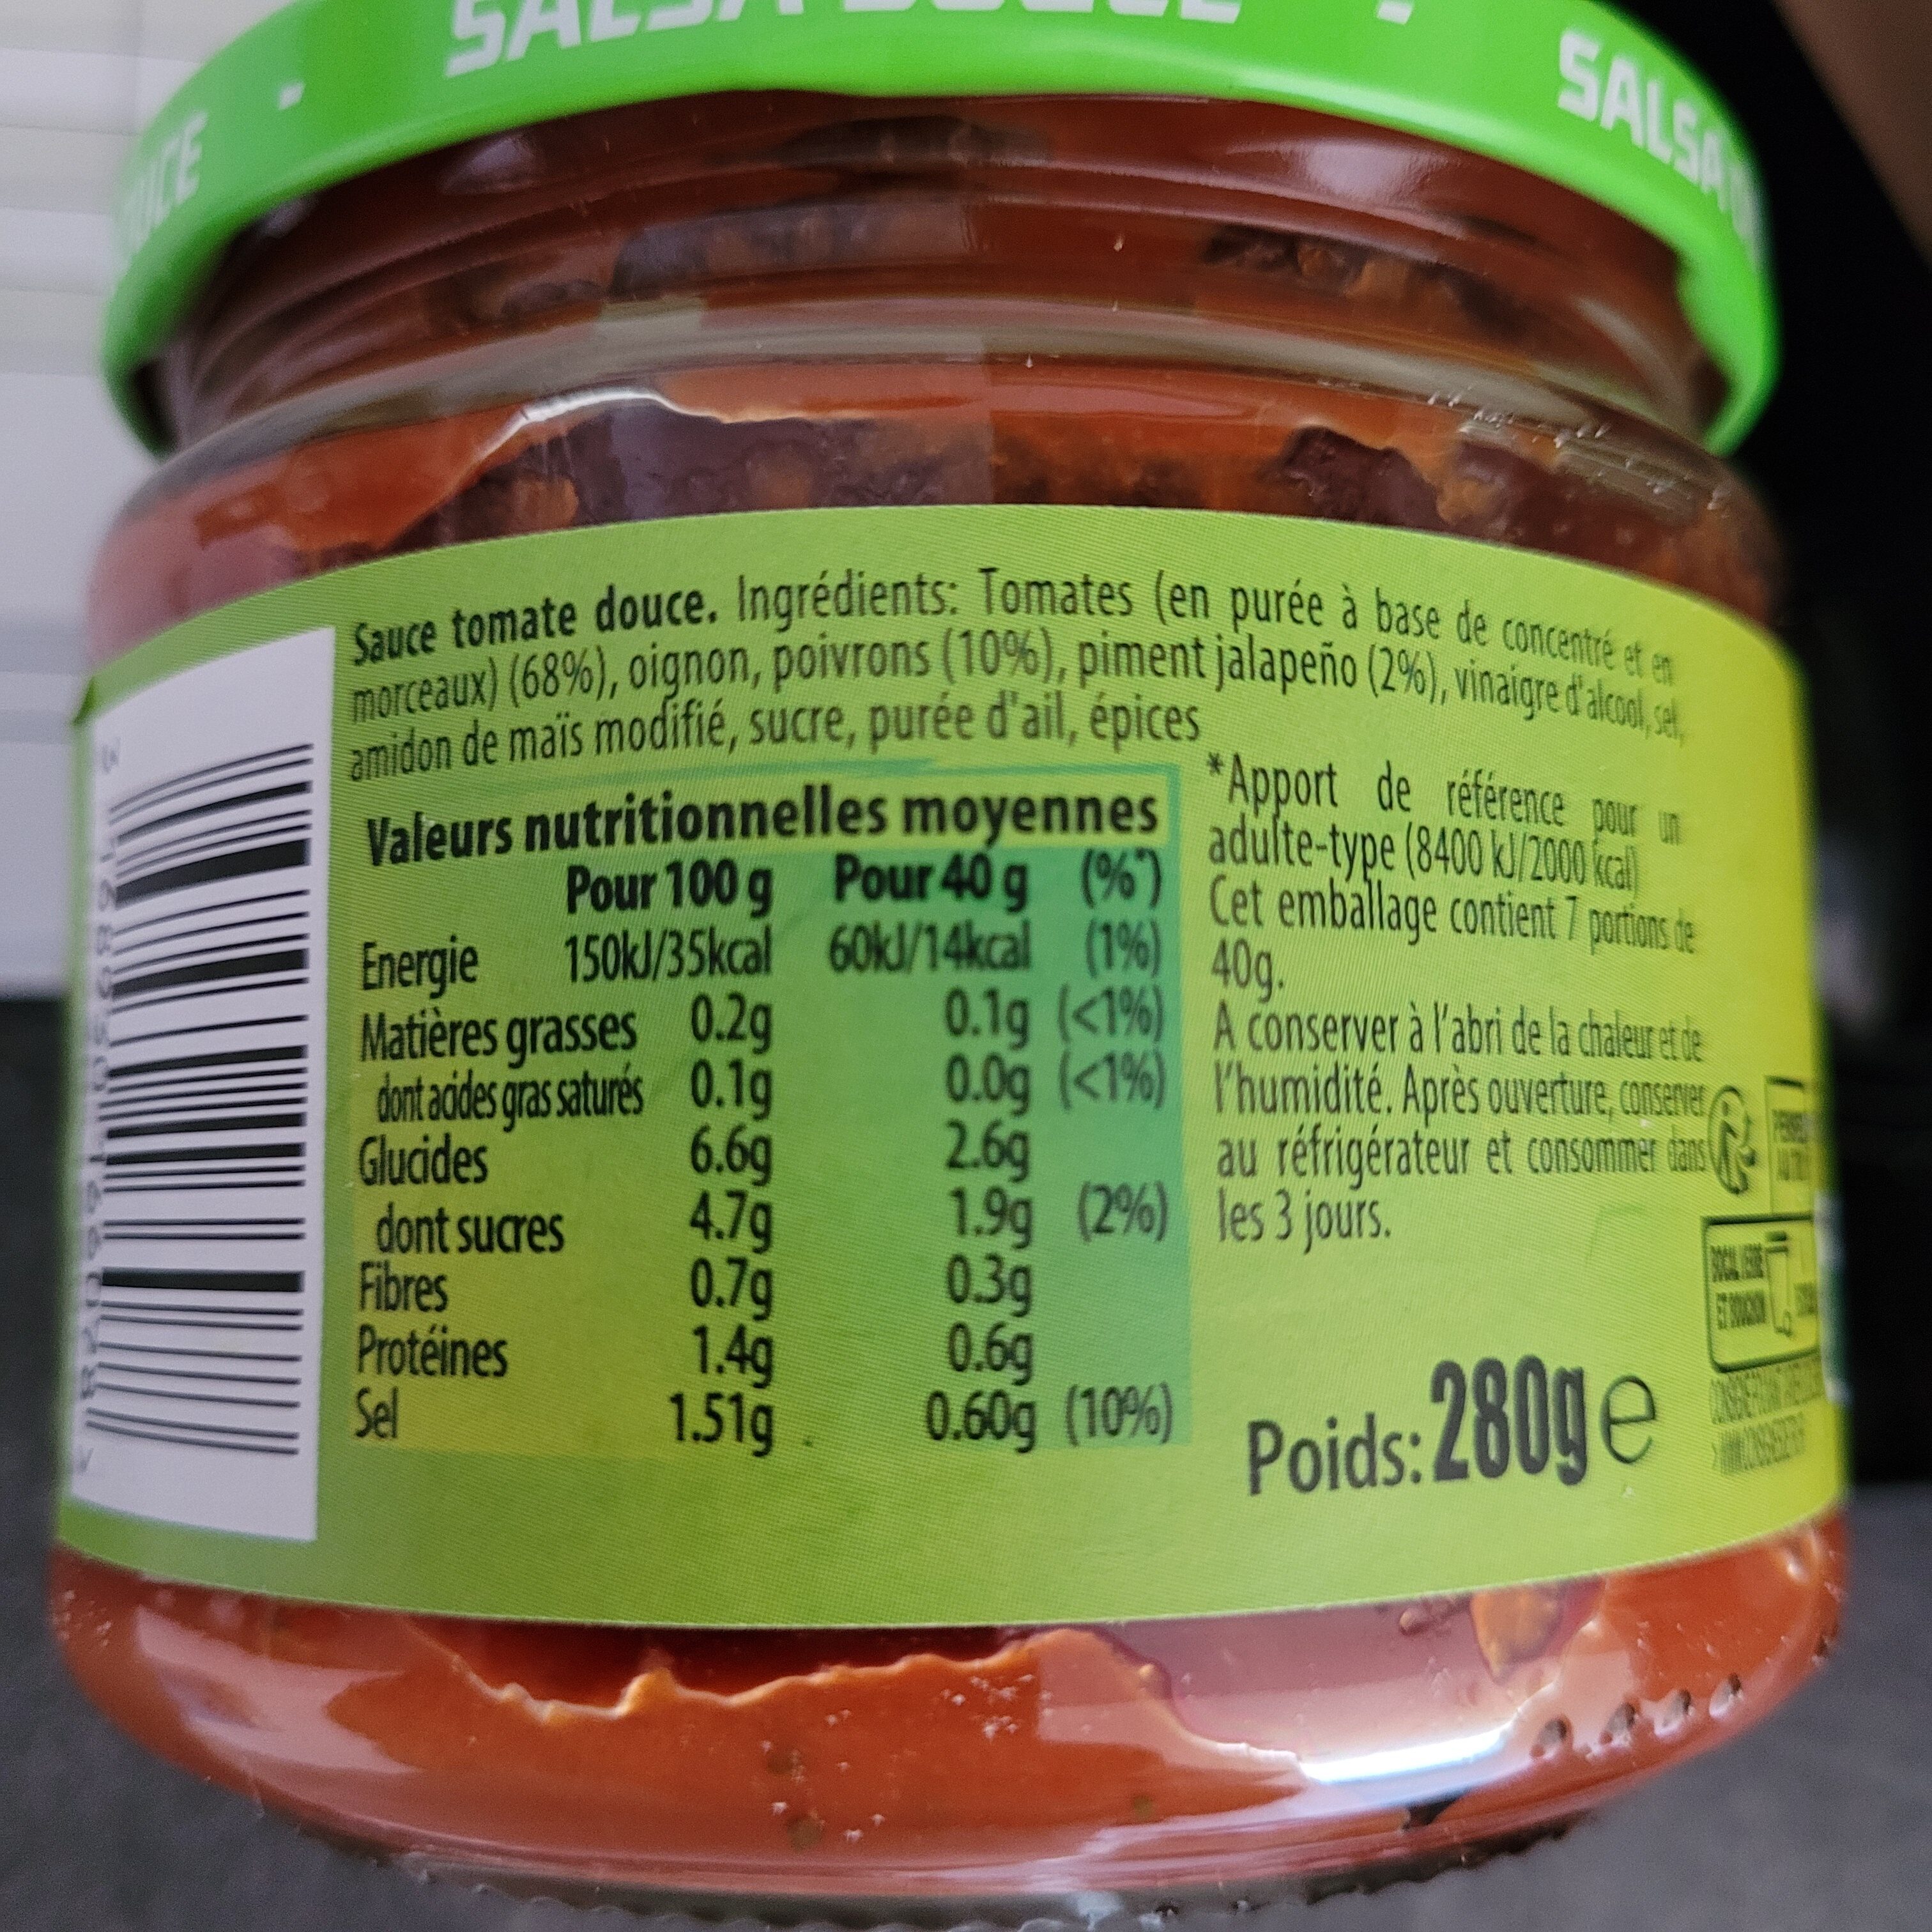 SALSA DOUCE - SALSA
Sauce tomate douce. Ingrédients: Tomates (en purée à base de concentré et en
morceaux) (68%), oignon, poivrons (10%), piment jalapeño (2%), vinaigre d'alcool, sel,
amidon de maïs modifié, sucre, purée d'ail, épices
Valeurs nutritionnelles moyennes
Pour 100 g Pour 40 g (%*)
Energie 150kJ/35kcal 60kJ/14kcal (1%)
Matières grasses 0.2g 0.1g (<1%)
dont acides gras saturés 0.1g 0.0g (<1%)
Glucides 6.6g 2.6g
dont sucres 4.7g 1.9g (2%)
Fibres 0.7g 0.3g
Protéines 1.4g 0.6g
Sel 1.51g 0.60g (10%)
*Apport de référence pour un
adulte-type (8400 kJ/2000 kcal)
Cet emballage contient 7 portions de
40g.
A conserver à l'abri de la chaleur et de
l'humidité. Après ouverture, conserver
au réfrigérateur et consommer dans
les 3 jours.
Poids: 280g e
BOCAL VERRE
ET BOUCHON